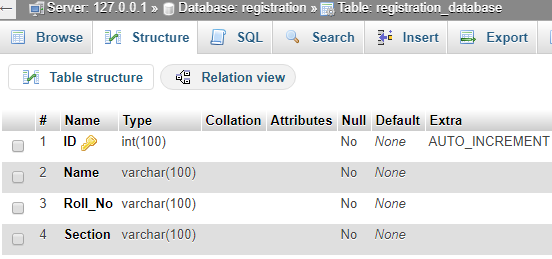 Server: 127.0.0.1 » Database: registration » Table: registration_database
Browse Structure SQL Search Insert Export
Table structure Relation view
# Name Type Collation Attributes Null Default Extra
1 ID int(100) No None AUTO_INCREMENT
2 Name varchar(100) No None
3 Roll_No varchar(100) No None
4 Section varchar(100) No None